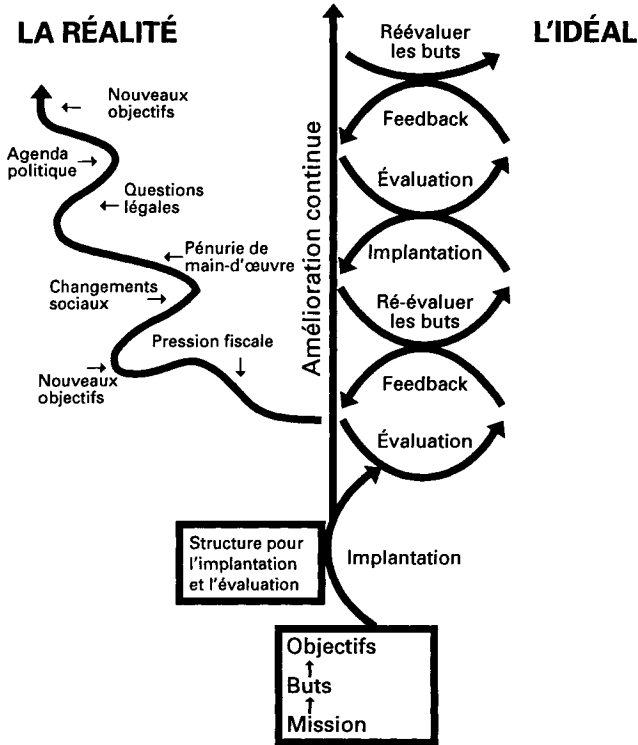 LA RÉALITÉ
Nouveaux
objectifs
Agenda
politique
Questions
légales
Pénurie de
main-d'œuvre
Changements
sociaux
Pression fiscale
Nouveaux
objectifs
Amélioration continue
L'IDÉAL
Réévaluer
les buts
Feedback
Évaluation
Implantation
Ré-évaluer
les buts
Feedback
Évaluation
Implantation
Structure pour
l'implantation
et l'évaluation
Objectifs
Buts
Mission